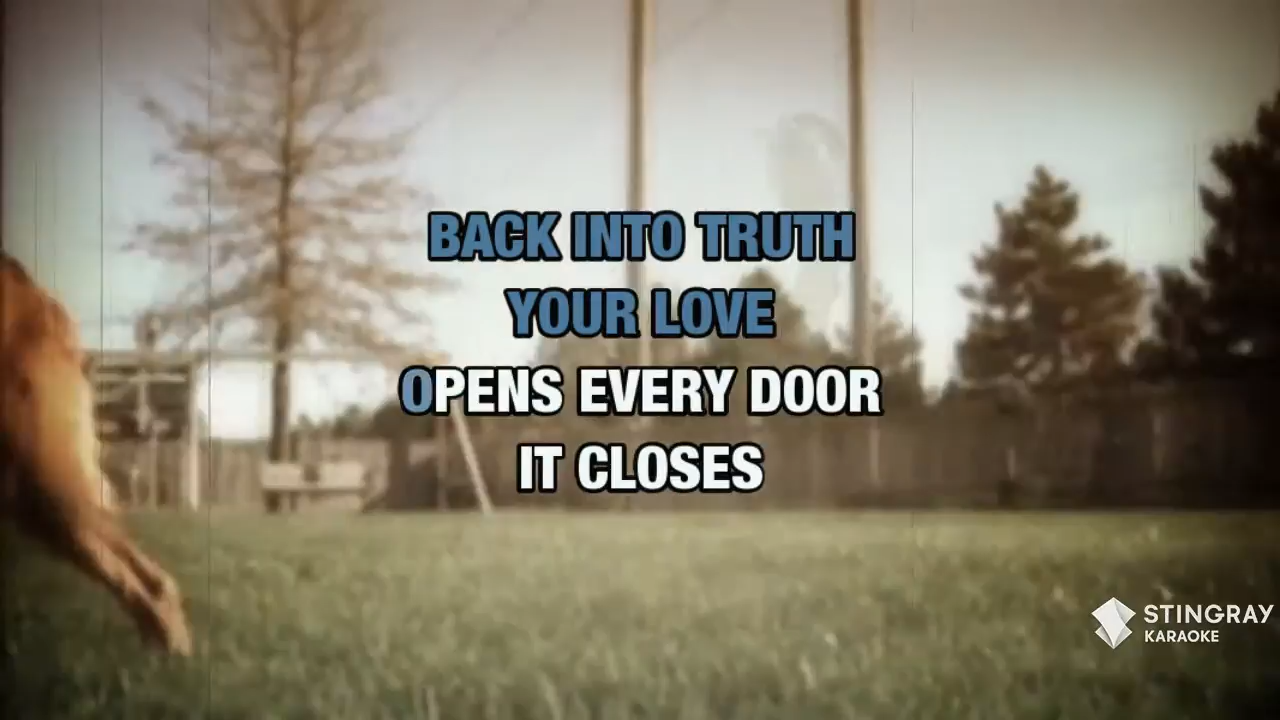 BACK INTO TRUTH
YOUR LOVE
OPENS EVERY DOOR
IT CLOSES
STINGRAY
KARAOKE